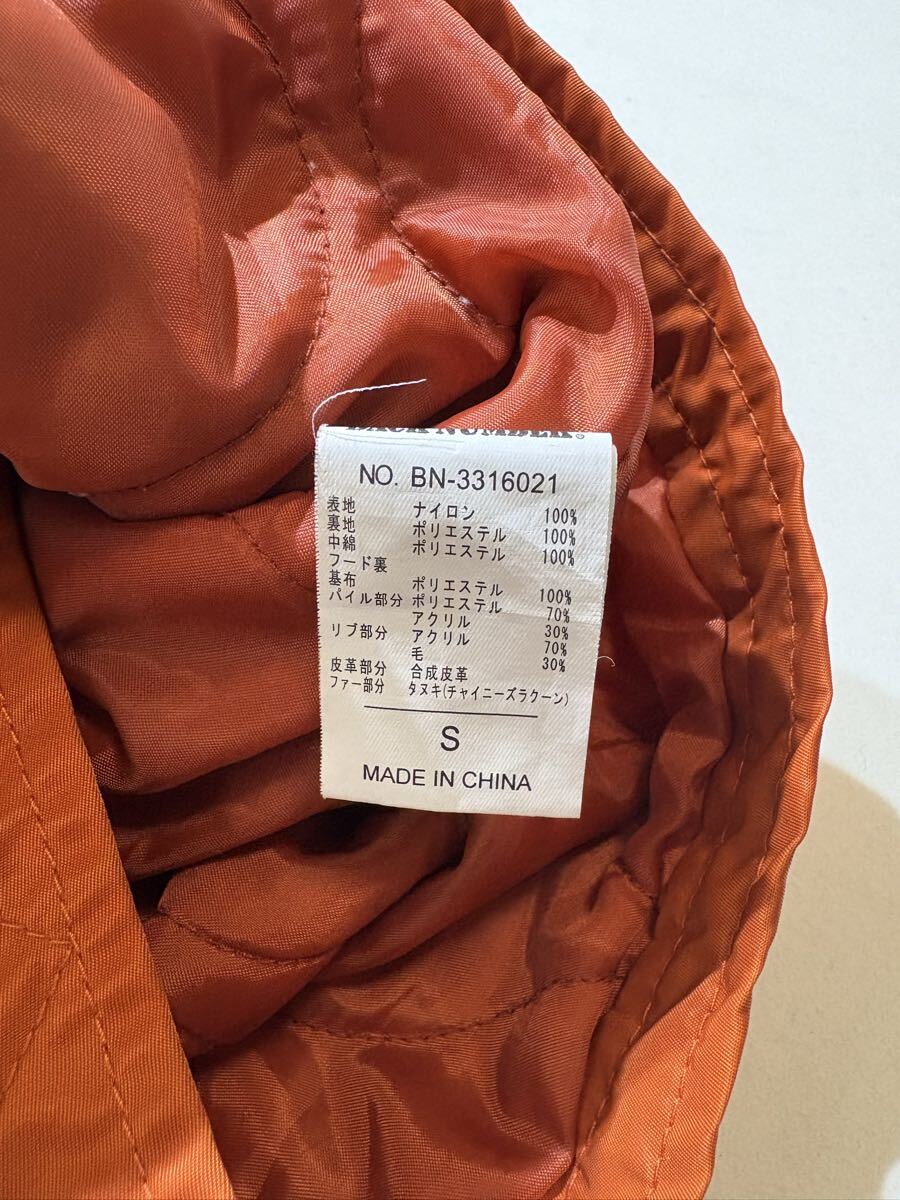 BACK NUMBER®
NO. BN-3316021
表地 ナイロン 100%
裏地 ポリエステル 100%
中綿 ポリエステル 100%
フード裏
基布 ポリエステル 100%
パイル部分 ポリエステル 70%
アクリル 30%
リブ部分 アクリル 70%
毛 30%
皮革部分 合成皮革
ファー部分 タヌキ(チャイニーズラクーン)
S
MADE IN CHINA